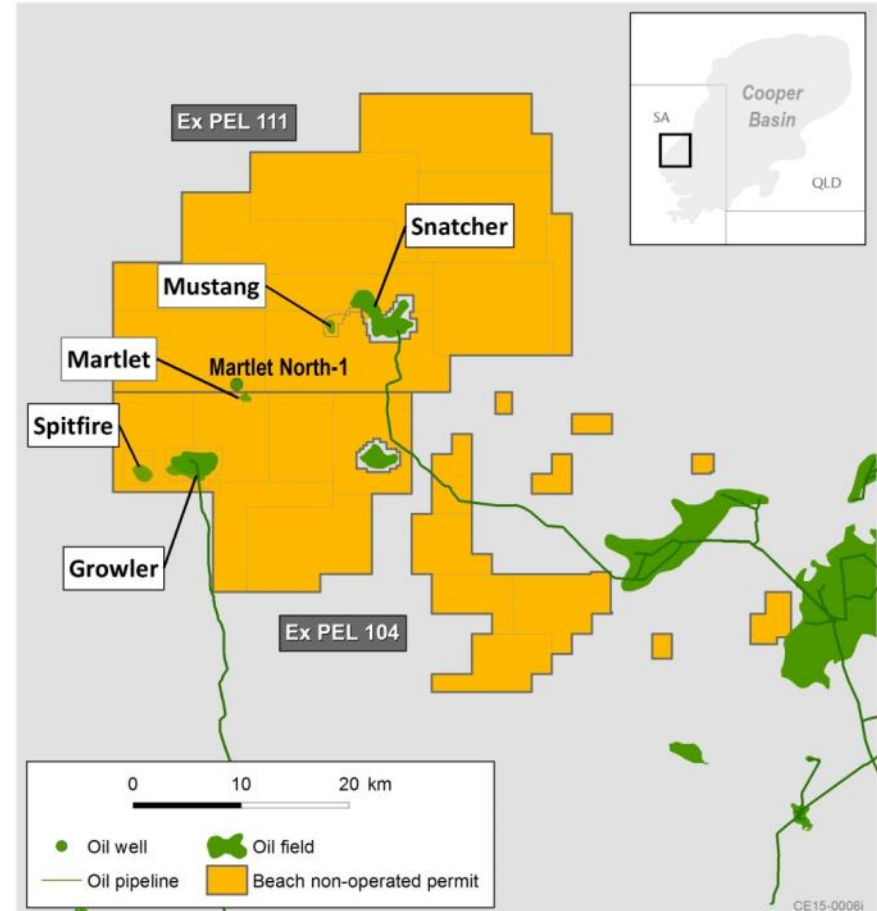 Ex PEL 111
Cooper
Basin
SA
QLD
Snatcher
Mustang
Martlet
Martlet North-1
Spitfire
Growler
Ex PEL 104
0 10 20 km
Oil well
Oil field
Oil pipeline
Beach non-operated permit
CE15-0006i